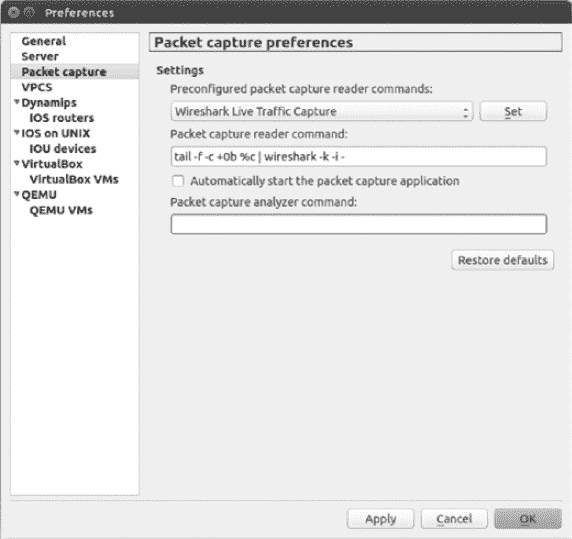 Preferences
General
Server
Packet capture
VPCS
Dynamips
IOS routers
IOS on UNIX
IOU devices
VirtualBox
VirtualBox VMs
QEMU
QEMU VMs
Packet capture preferences
Settings
Preconfigured packet capture reader commands:
Wireshark Live Traffic Capture
Set
Packet capture reader command:
tail -f -c +0b %c | wireshark -k -i -
Automatically start the packet capture application
Packet capture analyzer command:
Restore defaults
Apply
Cancel
OK